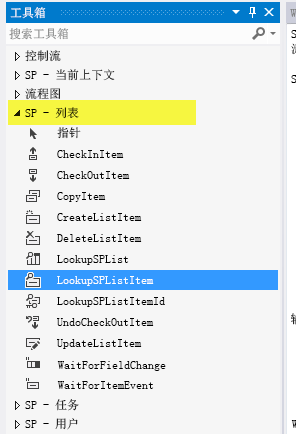 工具箱
搜索工具箱
控制流
SP - 当前上下文
流程图
SP - 列表
指针
CheckInItem
CheckOutItem
CopyItem
CreateListItem
DeleteListItem
LookupSPList
LookupSPListItem
LookupSPListItemId
UndoCheckOutItem
UpdateListItem
WaitForFieldChange
WaitForItemEvent
SP - 任务
SP - 用户